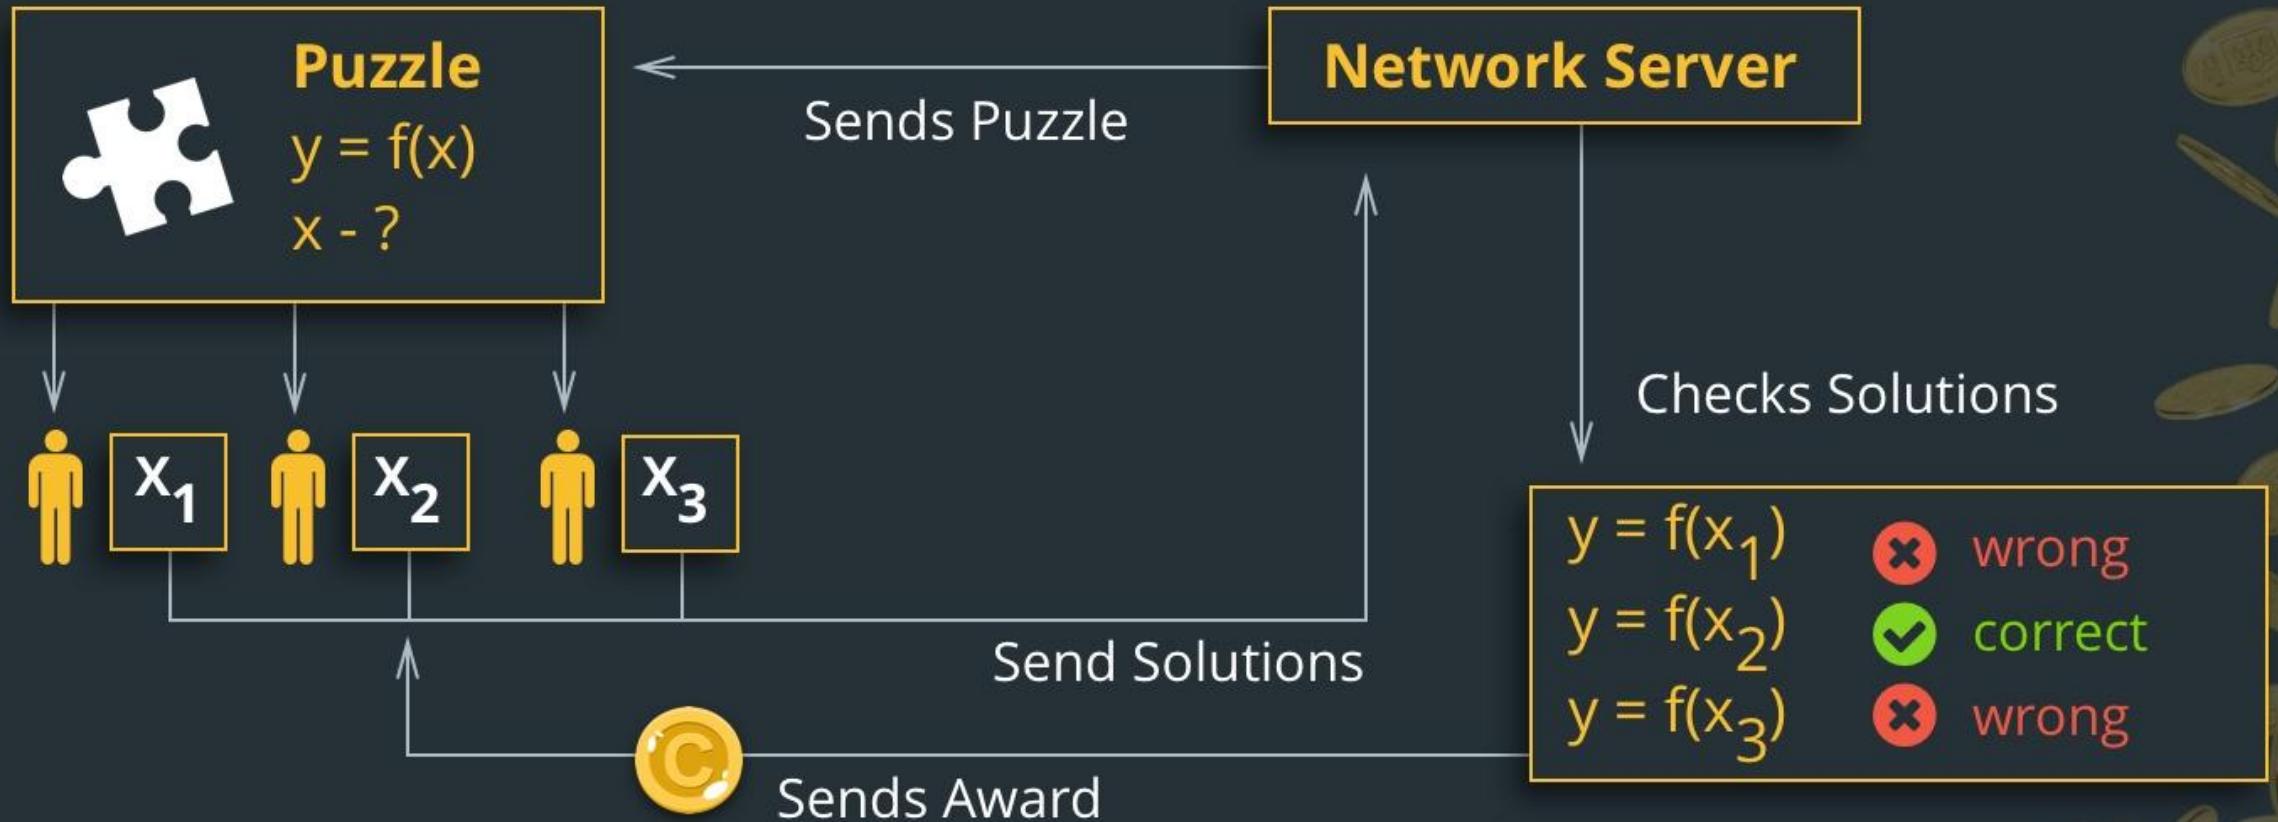 Puzzle
y = f(x)
x - ?
Sends Puzzle
Network Server
x₁
x₂
x₃
Checks Solutions
y = f(x₁) wrong
y = f(x₂) correct
y = f(x₃) wrong
Send Solutions
C
Sends Award